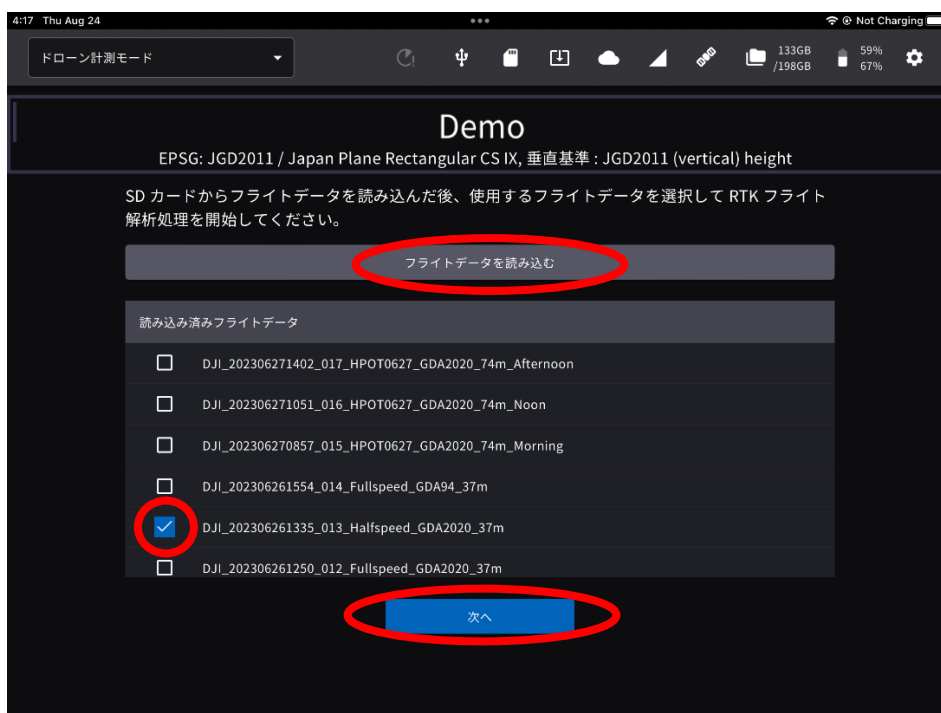 4:17 Thu Aug 24
Not Charging
ドローン計測モード
133GB
/198GB
59%
67%
Demo
EPSG: JGD2011 / Japan Plane Rectangular CS IX, 垂直基準 : JGD2011 (vertical) height
SD カードからフライトデータを読み込んだ後、使用するフライトデータを選択して RTK フライト
解析処理を開始してください。
フライトデータを読み込む
読み込み済みフライトデータ
DJI_202306271402_017_HPOT0627_GDA2020_74m_Afternoon
DJI_202306271051_016_HPOT0627_GDA2020_74m_Noon
DJI_202306270857_015_HPOT0627_GDA2020_74m_Morning
DJI_202306261554_014_Fullspeed_GDA94_37m
DJI_202306261335_013_Halfspeed_GDA2020_37m
DJI_202306261250_012_Fullspeed_GDA2020_37m
次へ